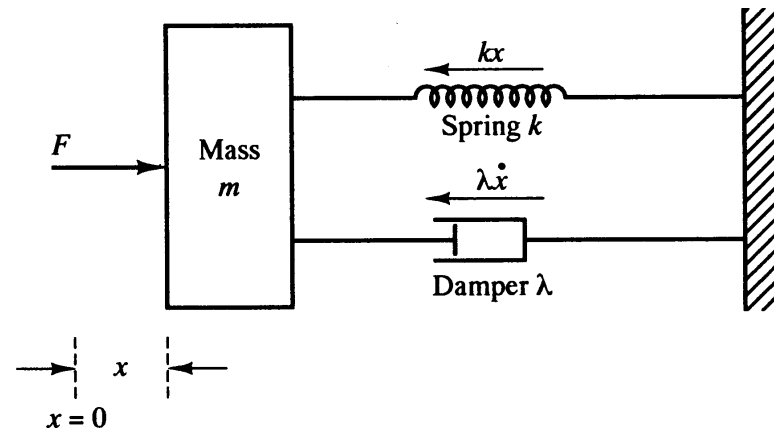 kx
Spring k
F
Mass
m
λẋ
Damper λ
x
x = 0